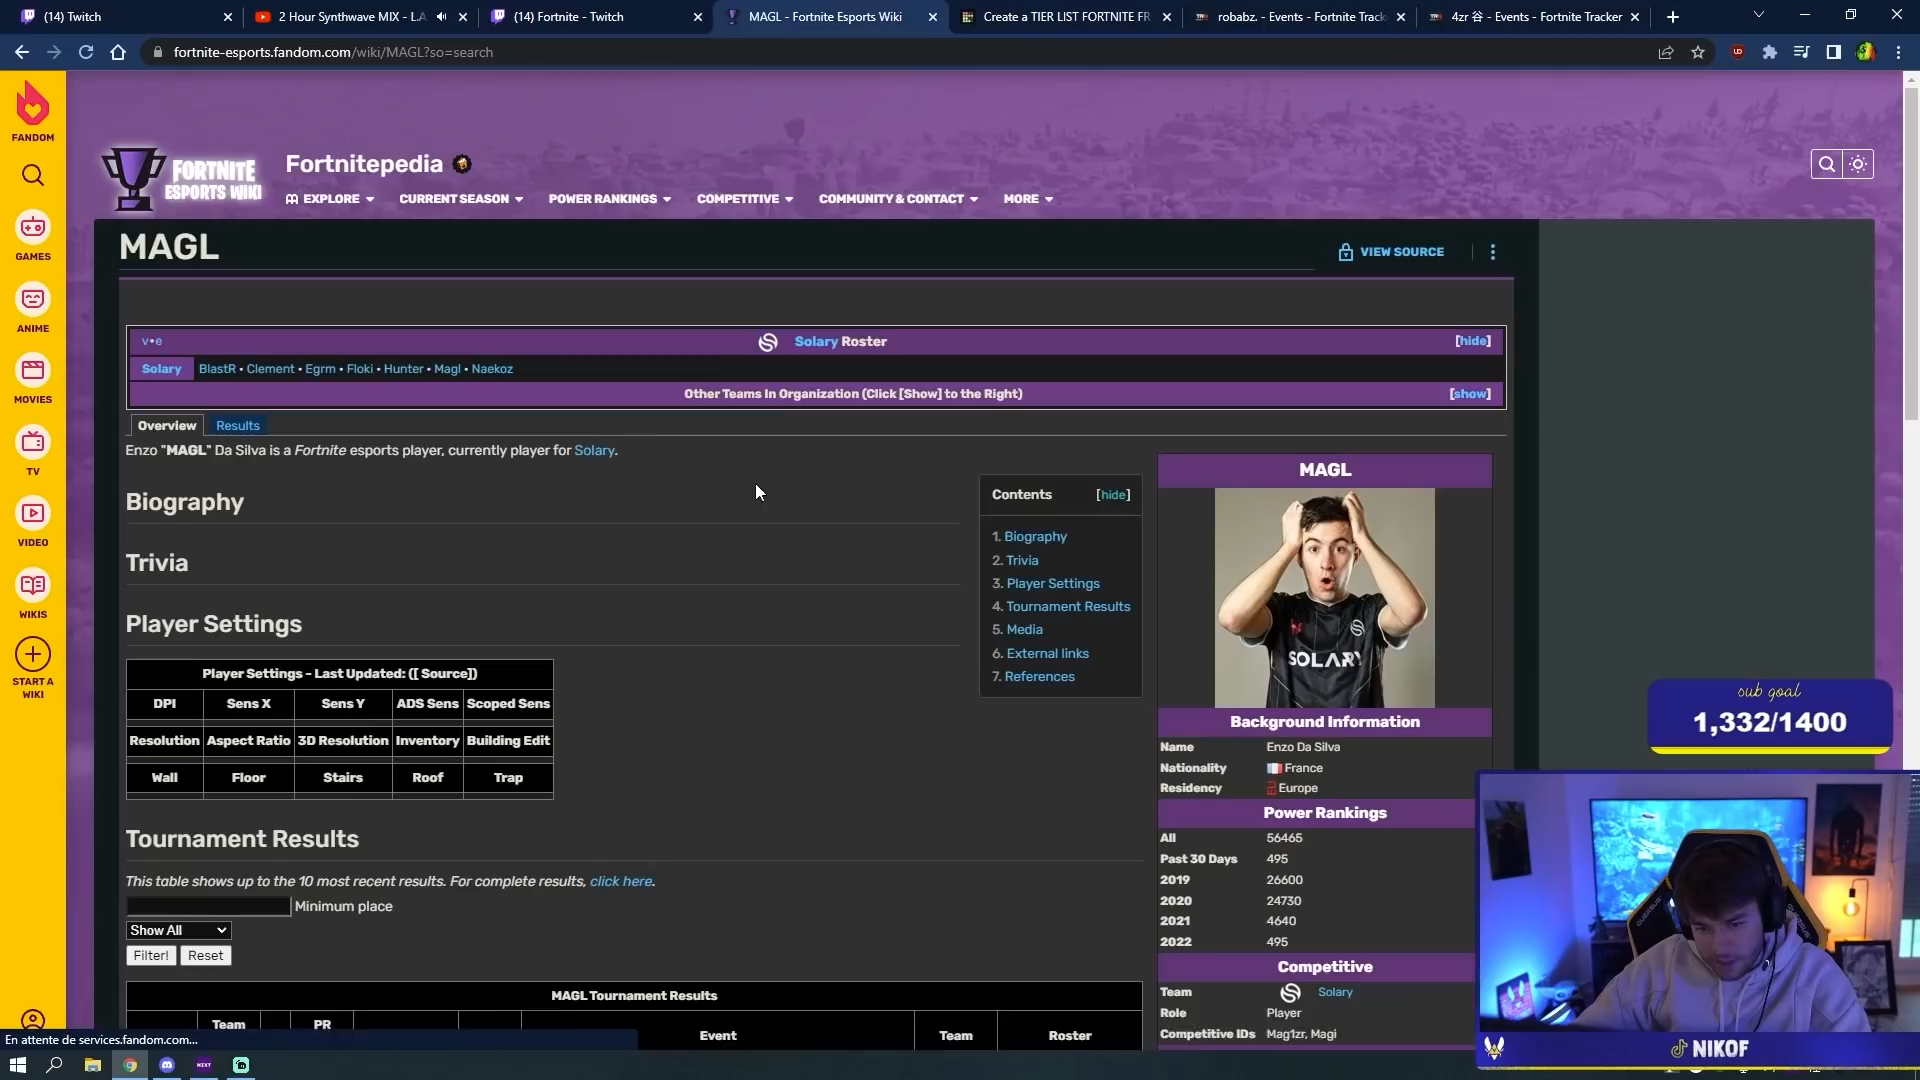 (14) Twitch
2 Hour Synthwave MIX - L.A
(14) Fortnite - Twitch
MAGL - Fortnite Esports Wiki
Create a TIER LIST FORTNITE FR
robabz. - Events - Fortnite Track
4zr 谷 - Events - Fortnite Tracker
fortnite-esports.fandom.com/wiki/MAGL?so=search
FANDOM
GAMES
ANIME
MOVIES
TV
VIDEO
WIKIS
START A
WIKI
FORTNITE
ESPORTS WIKI
Fortnitepedia
EXPLORE
CURRENT SEASON
POWER RANKINGS
COMPETITIVE
COMMUNITY & CONTACT
MORE
MAGL
VIEW SOURCE
v•e
Solary Roster
[hide]
Solary
BlastR • Clement • Egrm • Floki • Hunter • Magl • Naekoz
Other Teams In Organization (Click [Show] to the Right)
[show]
Overview
Results
Enzo "MAGL" Da Silva is a Fortnite esports player, currently player for Solary.
Biography
Trivia
Player Settings
Player Settings - Last Updated: ([ Source])
DPI Sens X Sens Y ADS Sens Scoped Sens
Resolution Aspect Ratio 3D Resolution Inventory Building Edit
Wall Floor Stairs Roof Trap
Contents [hide]
1. Biography
2. Trivia
3. Player Settings
4. Tournament Results
5. Media
6. External links
7. References
Tournament Results
This table shows up to the 10 most recent results. For complete results, click here.
Minimum place
Show All
Filter! Reset
MAGL Tournament Results
Team PR Event Team Roster
MAGL
SOLARY
Background Information
Name Enzo Da Silva
Nationality France
Residency Europe
Power Rankings
All 56465
Past 30 Days 495
2019 26600
2020 24730
2021 4640
2022 495
Competitive
Team Solary
Role Player
Competitive IDs Mag1zr, Magi
sub goal
1,332/1400
NIKOF
En attente de services.fandom.com...